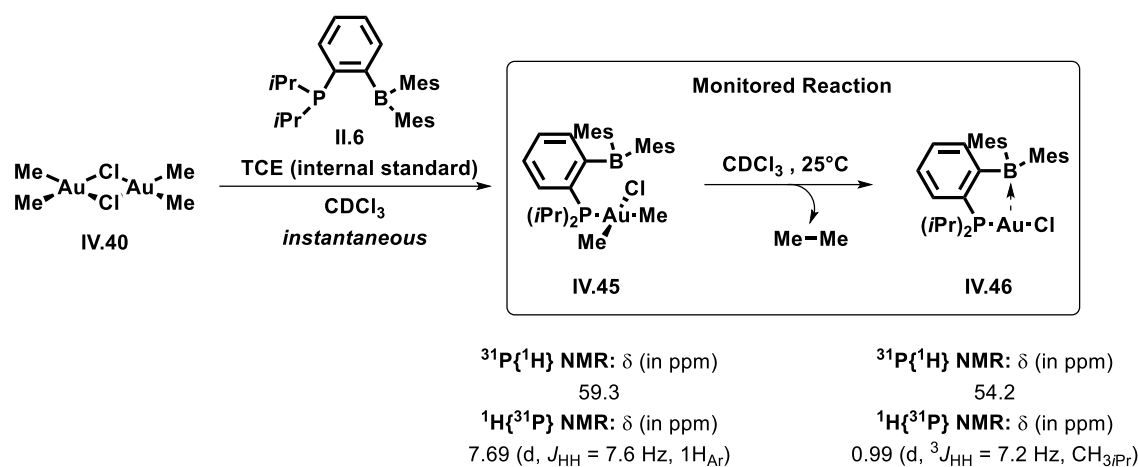 iPr
P
iPr
B
Mes
Mes
II.6
Me
Me
Au
Cl
Cl
Au
Me
Me
IV.40
TCE (internal standard)
CDCl3
instantaneous
Monitored Reaction
Mes
Mes
B
Cl
(iPr)2P
Au
Me
Me
IV.45
CDCl3 , 25°C
Me–Me
Mes
Mes
B
(iPr)2P
Au
Cl
IV.46
31P{1H} NMR: δ (in ppm)
59.3
1H{31P} NMR: δ (in ppm)
7.69 (d, JHH = 7.6 Hz, 1HAr)
31P{1H} NMR: δ (in ppm)
54.2
1H{31P} NMR: δ (in ppm)
0.99 (d, 3JHH = 7.2 Hz, CH3iPr)